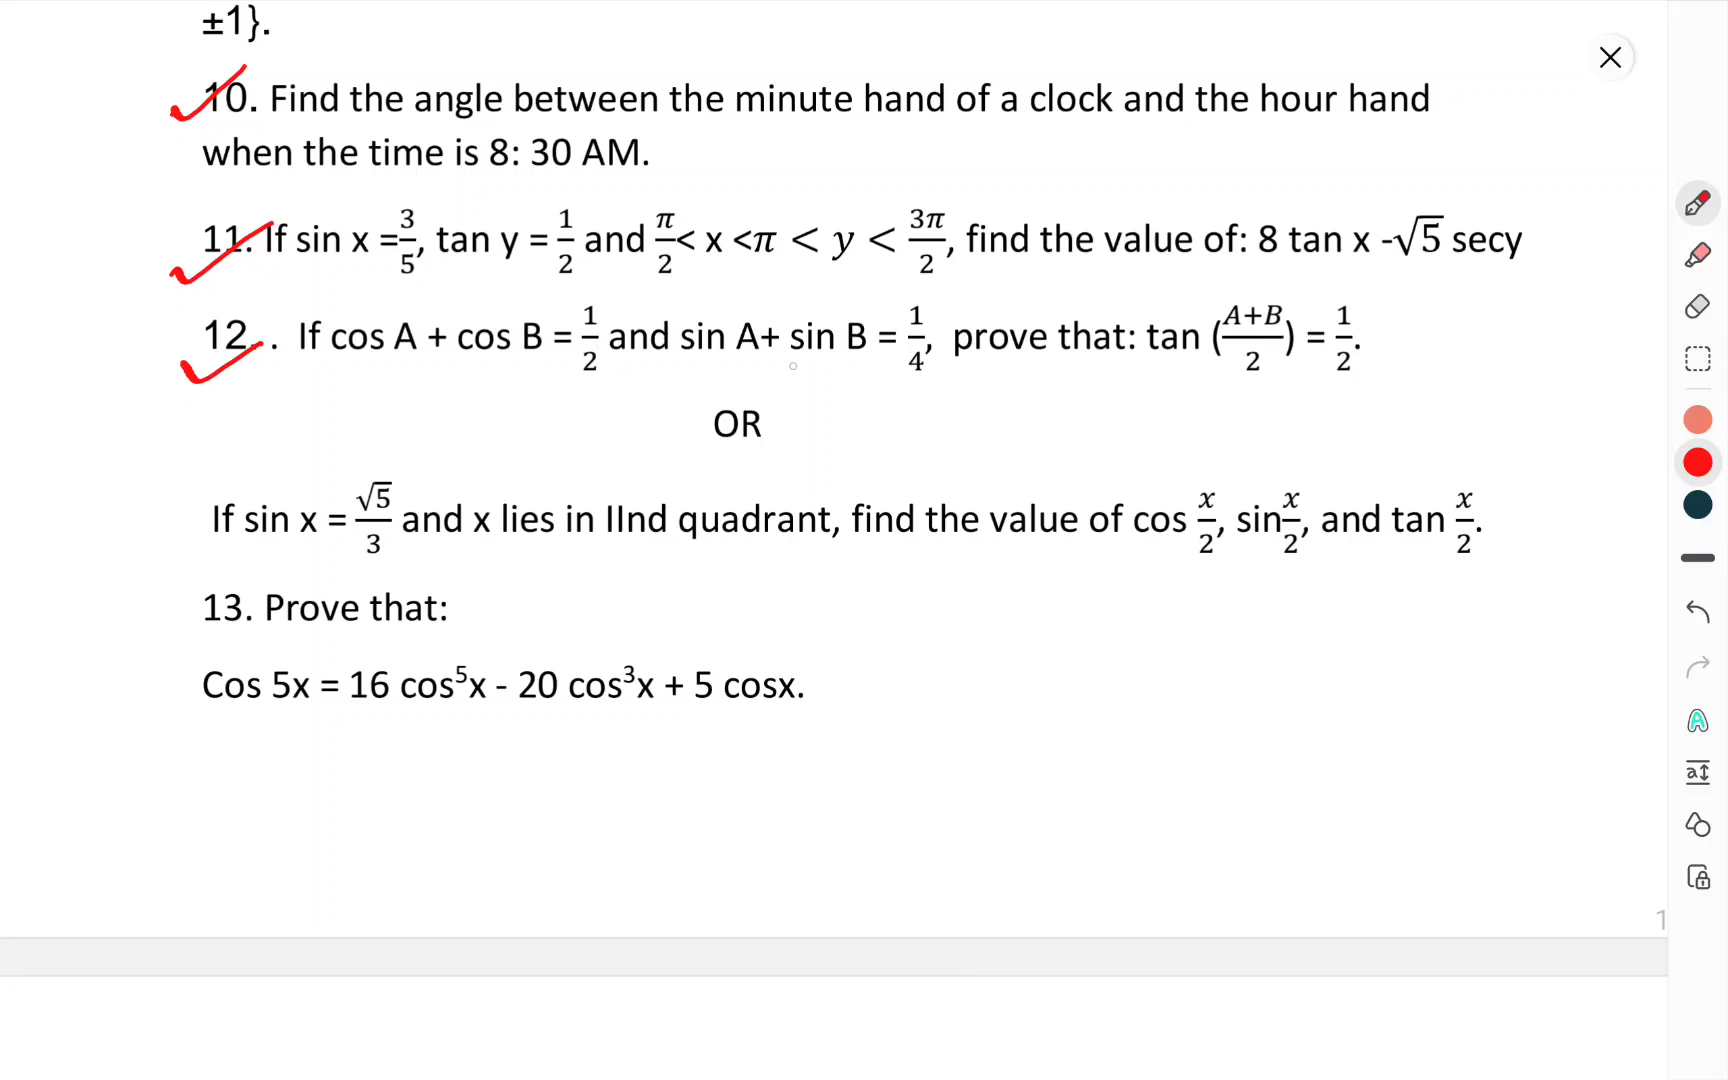 ±1}.
10. Find the angle between the minute hand of a clock and the hour hand
when the time is 8: 30 AM.
11. If sin x =3/5, tan y = 1/2 and π/2< x <π < y < 3π/2, find the value of: 8 tan x -√5 secy
12. . If cos A + cos B = 1/2 and sin A+ sin B = 1/4, prove that: tan ((A+B)/2) = 1/2.
OR
If sin x = √5/3 and x lies in IInd quadrant, find the value of cos x/2, sin x/2, and tan x/2.
13. Prove that:
Cos 5x = 16 cos⁵x - 20 cos³x + 5 cosx.
1